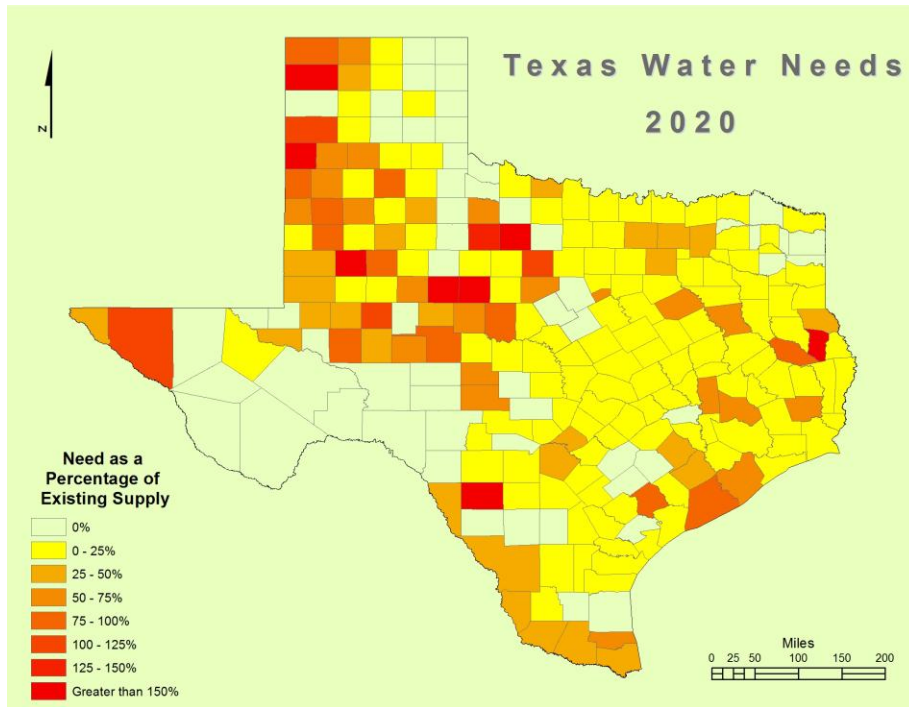 Texas Water Needs
2020
N
Need as a
Percentage of
Existing Supply
0%
0 - 25%
25 - 50%
50 - 75%
75 - 100%
100 - 125%
125 - 150%
Greater than 150%
Miles
0 25 50 100 150 200